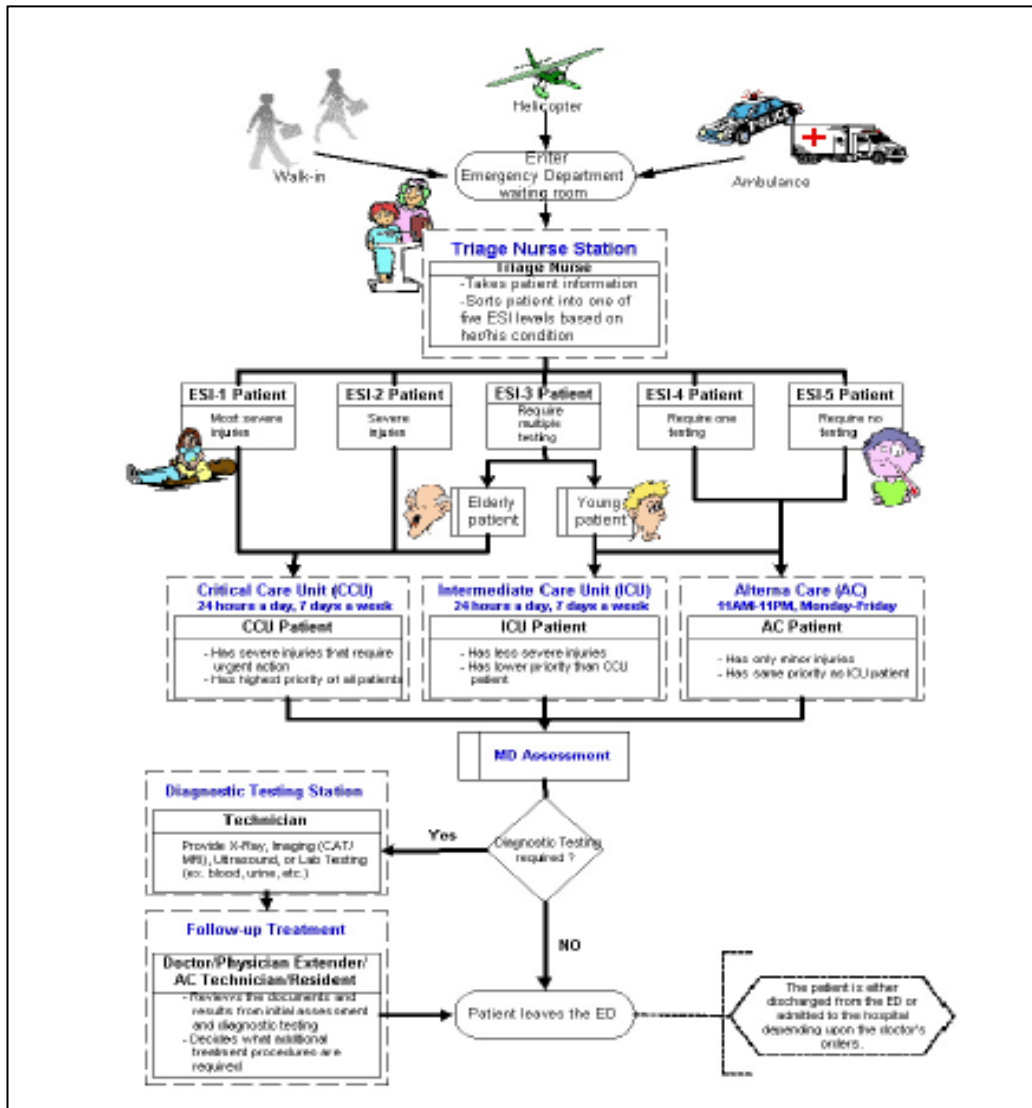 Helicopter
POLICE
Walk-in
Enter
Emergency Department
waiting room
Ambulance
Triage Nurse Station
Triage Nurse
-Takes patient information
-Sorts patient into one of
five ESI levels based on
her/his condition
ESI-1 Patient
Most severe
injuries
ESI-2 Patient
Severe
injuries
ESI-3 Patient
Require
multiple
testing
ESI-4 Patient
Require one
testing
ESI-5 Patient
Require no
testing
Elderly
patient
Young
patient
Critical Care Unit (CCU)
24 hours a day, 7 days a week
CCU Patient
- Has severe injuries that require
urgent action
- Has highest priority of all patients
Intermediate Care Unit (ICU)
24 hours a day, 7 days a week
ICU Patient
- Has less severe injuries
- Has lower priority than CCU
patient
Alterna Care (AC)
11AM-11PM, Monday-Friday
AC Patient
- Has only minor injuries
- Has same priority as ICU patient
MD Assessment
Diagnostic Testing
required ?
Yes
NO
Diagnostic Testing Station
Technician
Provide X-Ray, Imaging (CAT/
MRI), Ultrasound, or Lab Testing
(ex. blood, urine, etc.)
Follow-up Treatment
Doctor/Physician Extender/
AC Technician/Resident
- Reviews the documents and
results from initial assessment
and diagnostic testing
- Decides what additional
treatment procedures are
required
Patient leaves the ED
The patient is either
discharged from the ED or
admitted to the hospital
depending upon the doctor's
orders.